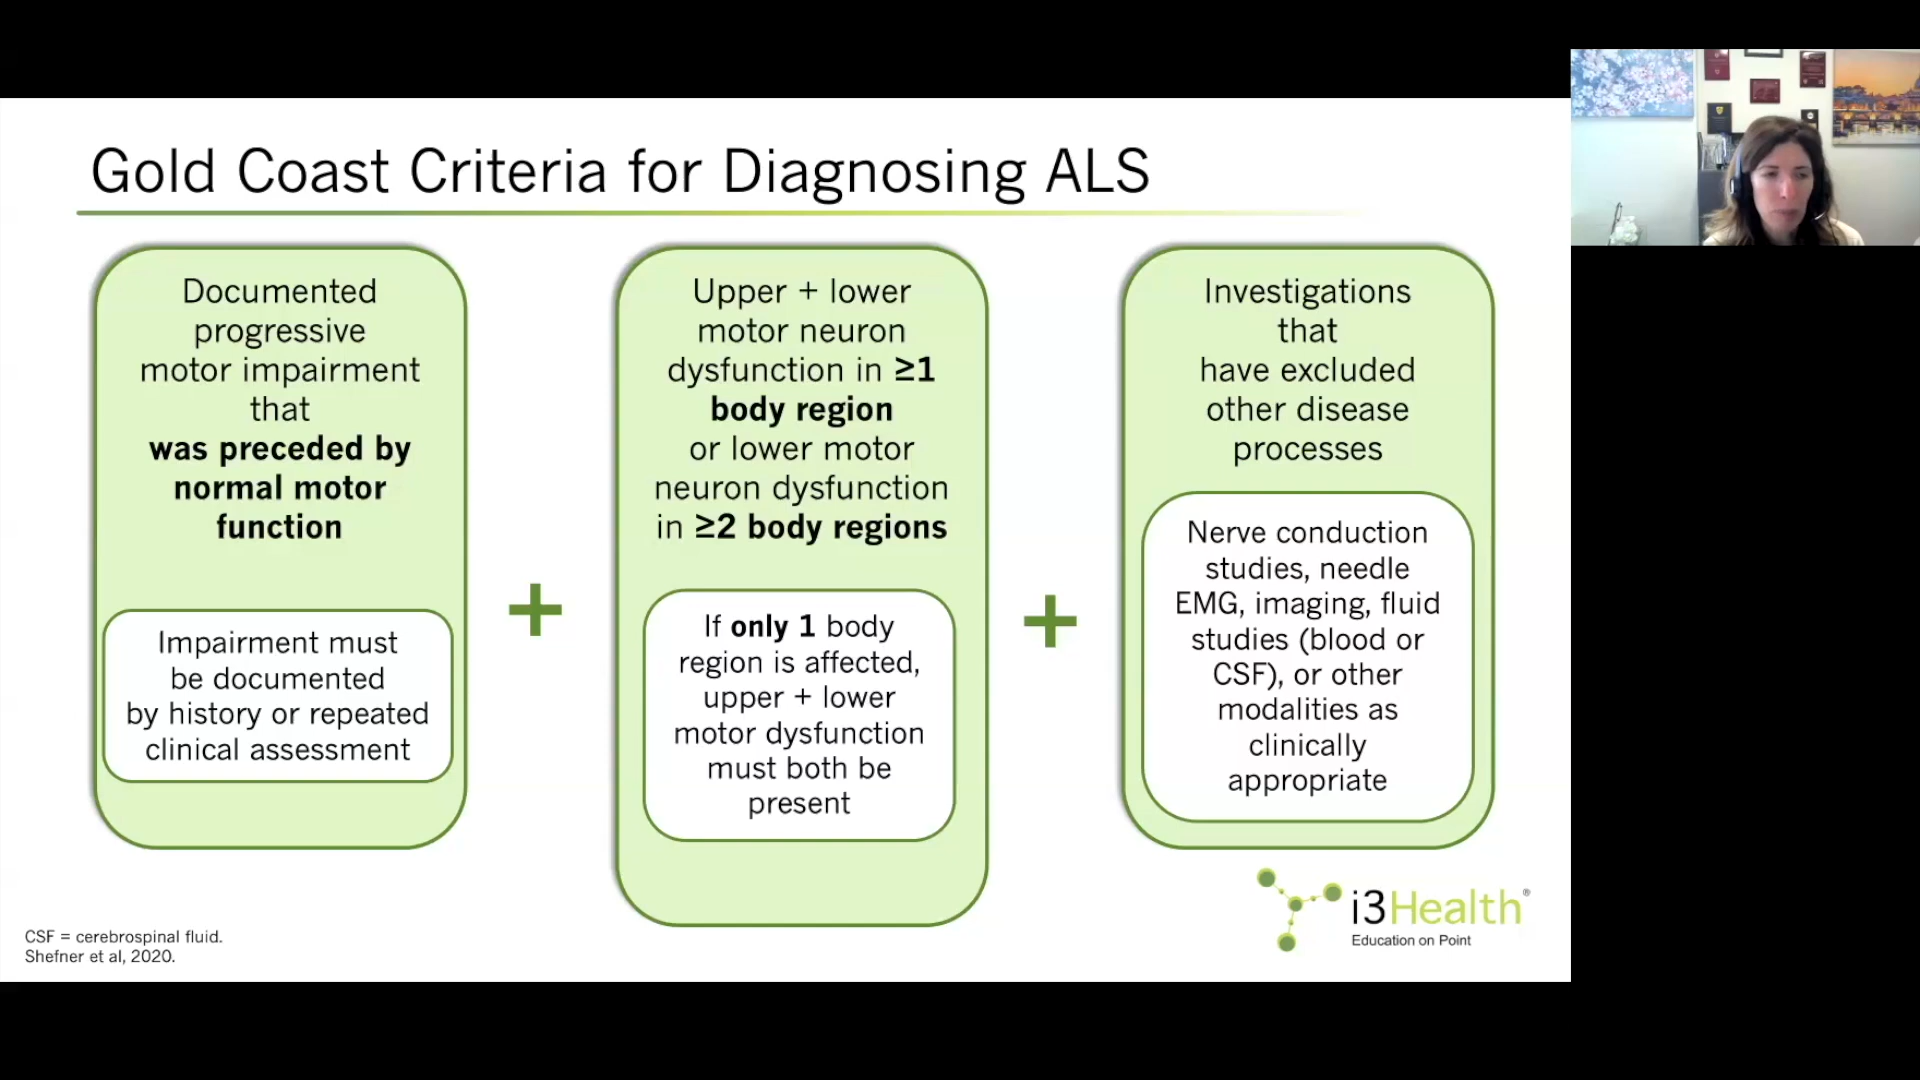 Gold Coast Criteria for Diagnosing ALS
Documented
progressive
motor impairment
that
was preceded by
normal motor
function
Impairment must
be documented
by history or repeated
clinical assessment
+
Upper + lower
motor neuron
dysfunction in ≥1
body region
or lower motor
neuron dysfunction
in ≥2 body regions
If only 1 body
region is affected,
upper + lower
motor dysfunction
must both be
present
+
Investigations
that
have excluded
other disease
processes
Nerve conduction
studies, needle
EMG, imaging, fluid
studies (blood or
CSF), or other
modalities as
clinically
appropriate
CSF = cerebrospinal fluid.
Shefner et al, 2020.
i3Health®
Education on Point